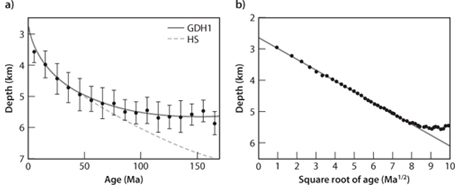 a)
GDH1
HS
3
4
5
6
7
Depth (km)
0
50
100
150
Age (Ma)
b)
2
3
4
5
6
Depth (km)
0 1 2 3 4 5 6 7 8 9 10
Square root of age (Ma1/2)